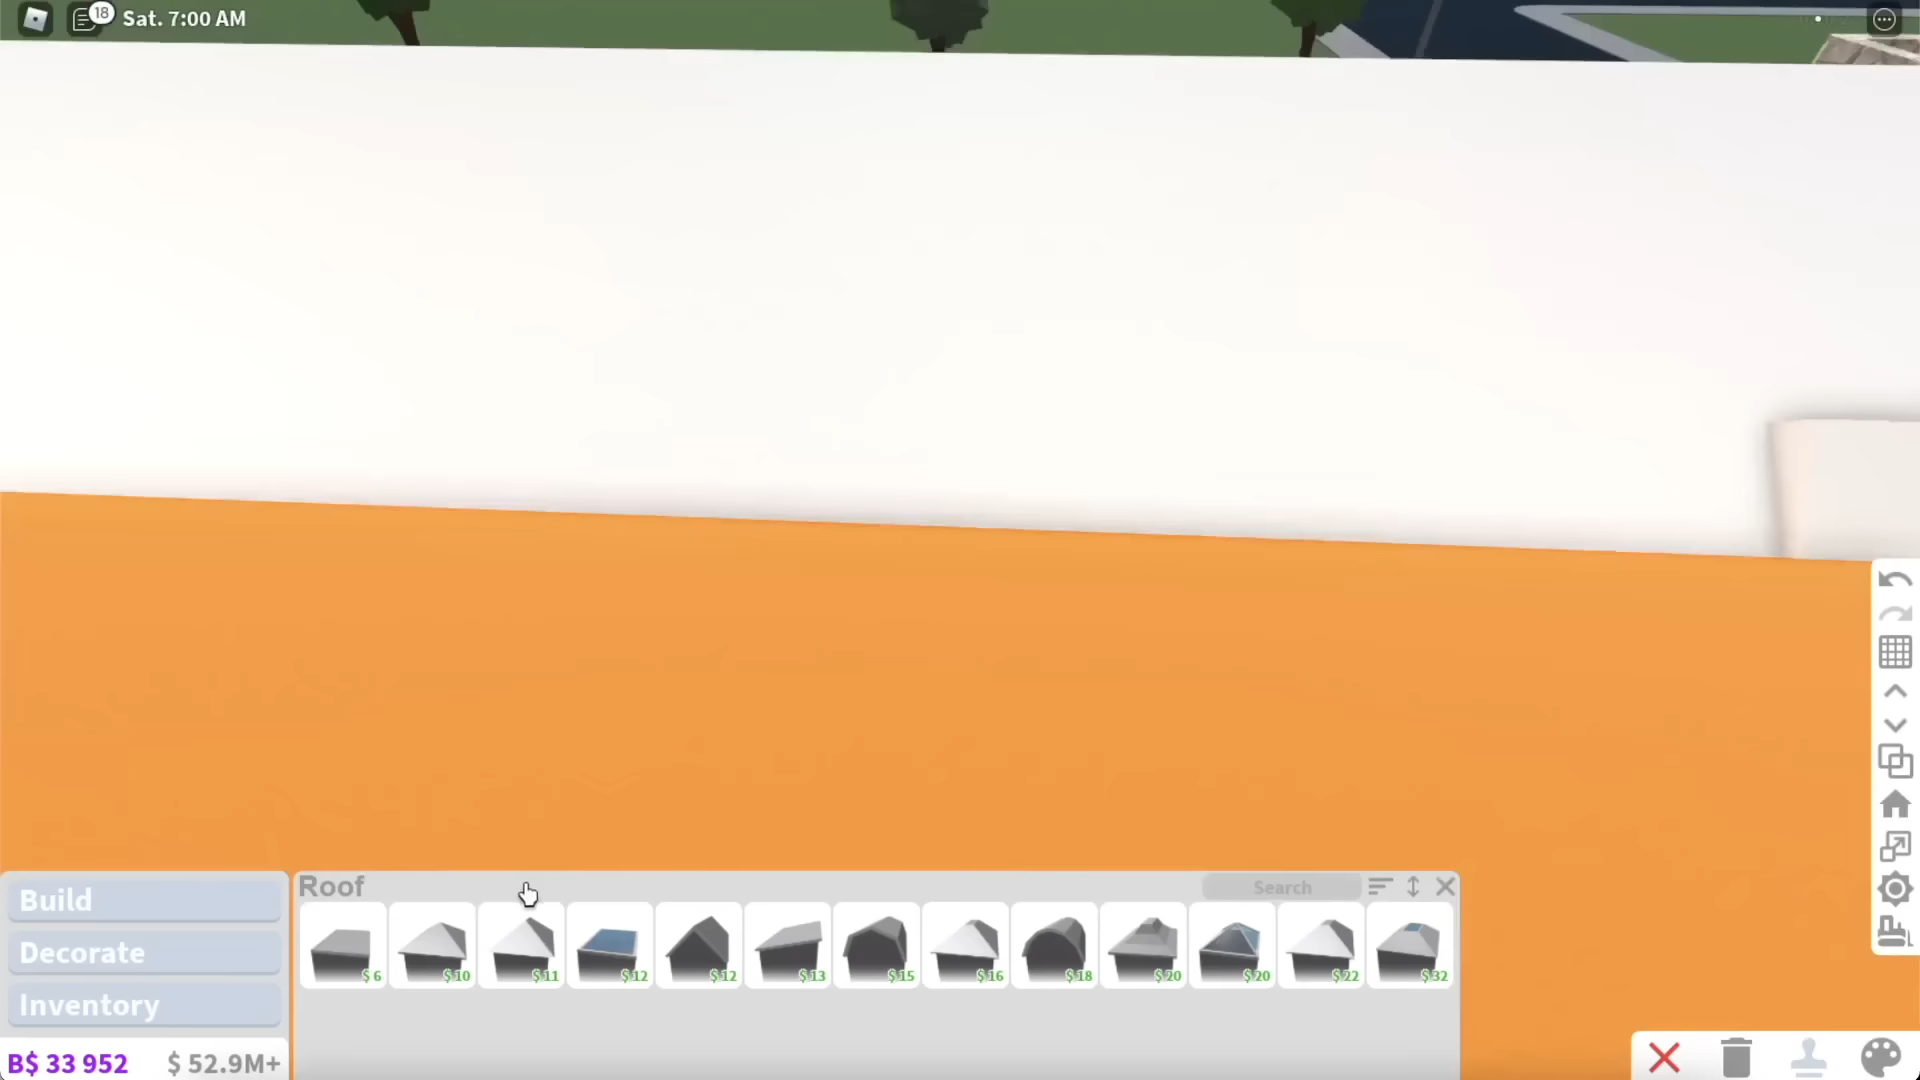 18 Sat. 7:00 AM
Roof
Search
$ 6 $ 10 $ 11 $ 12 $ 12 $ 13 $ 15 $ 16 $ 18 $ 20 $ 20 $ 22 $ 32
Build
Decorate
Inventory
B$ 33 952 $ 52.9M+